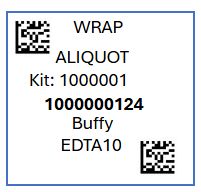 WRAP
ALIQUOT
Kit: 1000001
1000000124
Buffy
EDTA10